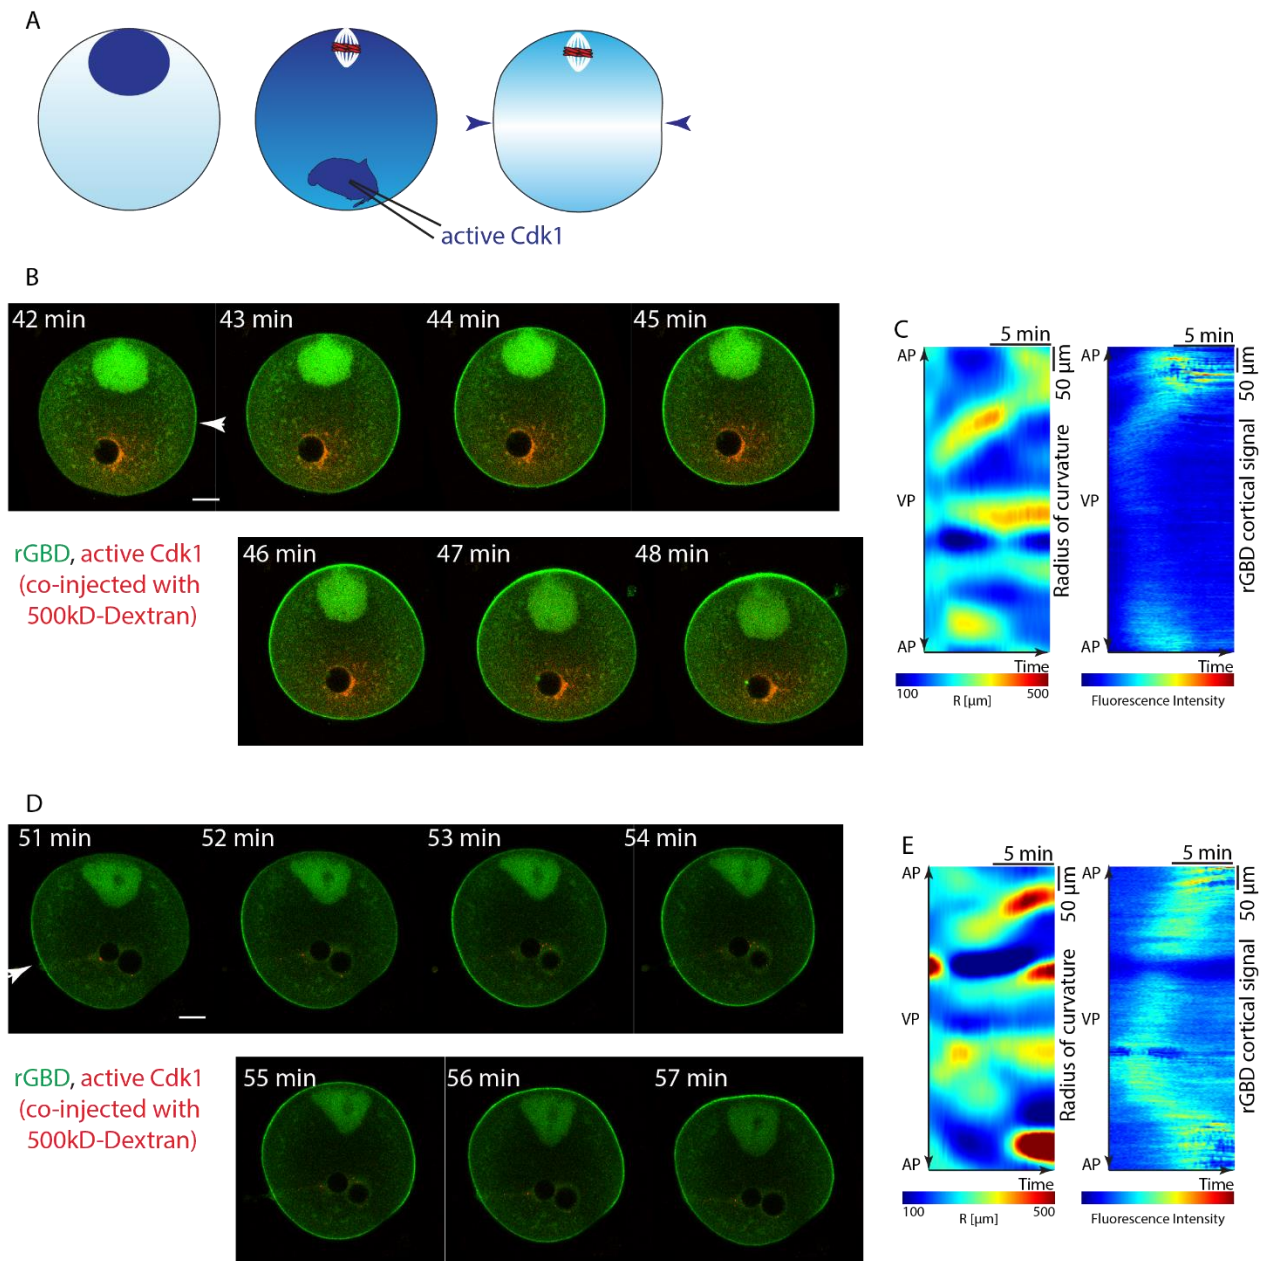 A
active Cdk1
B
42 min
43 min
44 min
45 min
rGBD, active Cdk1
(co-injected with
500kD-Dextran)
46 min
47 min
48 min
C
5 min
5 min
AP
VP
AP
50 µm
Radius of curvature
Time
100
R [µm]
500
AP
VP
AP
50 µm
rGBD cortical signal
Time
Fluorescence Intensity
D
51 min
52 min
53 min
54 min
rGBD, active Cdk1
(co-injected with
500kD-Dextran)
55 min
56 min
57 min
E
5 min
5 min
AP
VP
AP
50 µm
Radius of curvature
Time
100
R [µm]
500
AP
VP
AP
50 µm
rGBD cortical signal
Time
Fluorescence Intensity